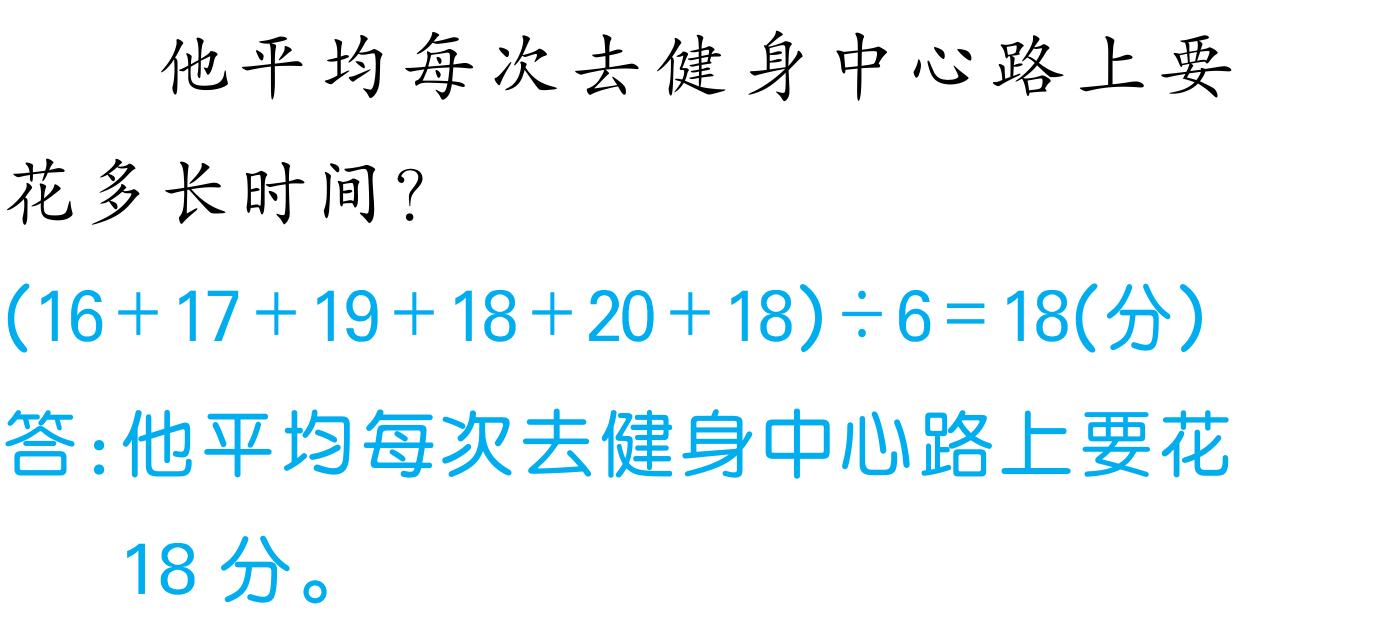 他平均每次去健身中心路上要
花多长时间?
(16+17+19+18+20+18)÷6=18(分)
答:他平均每次去健身中心路上要花
18 分。